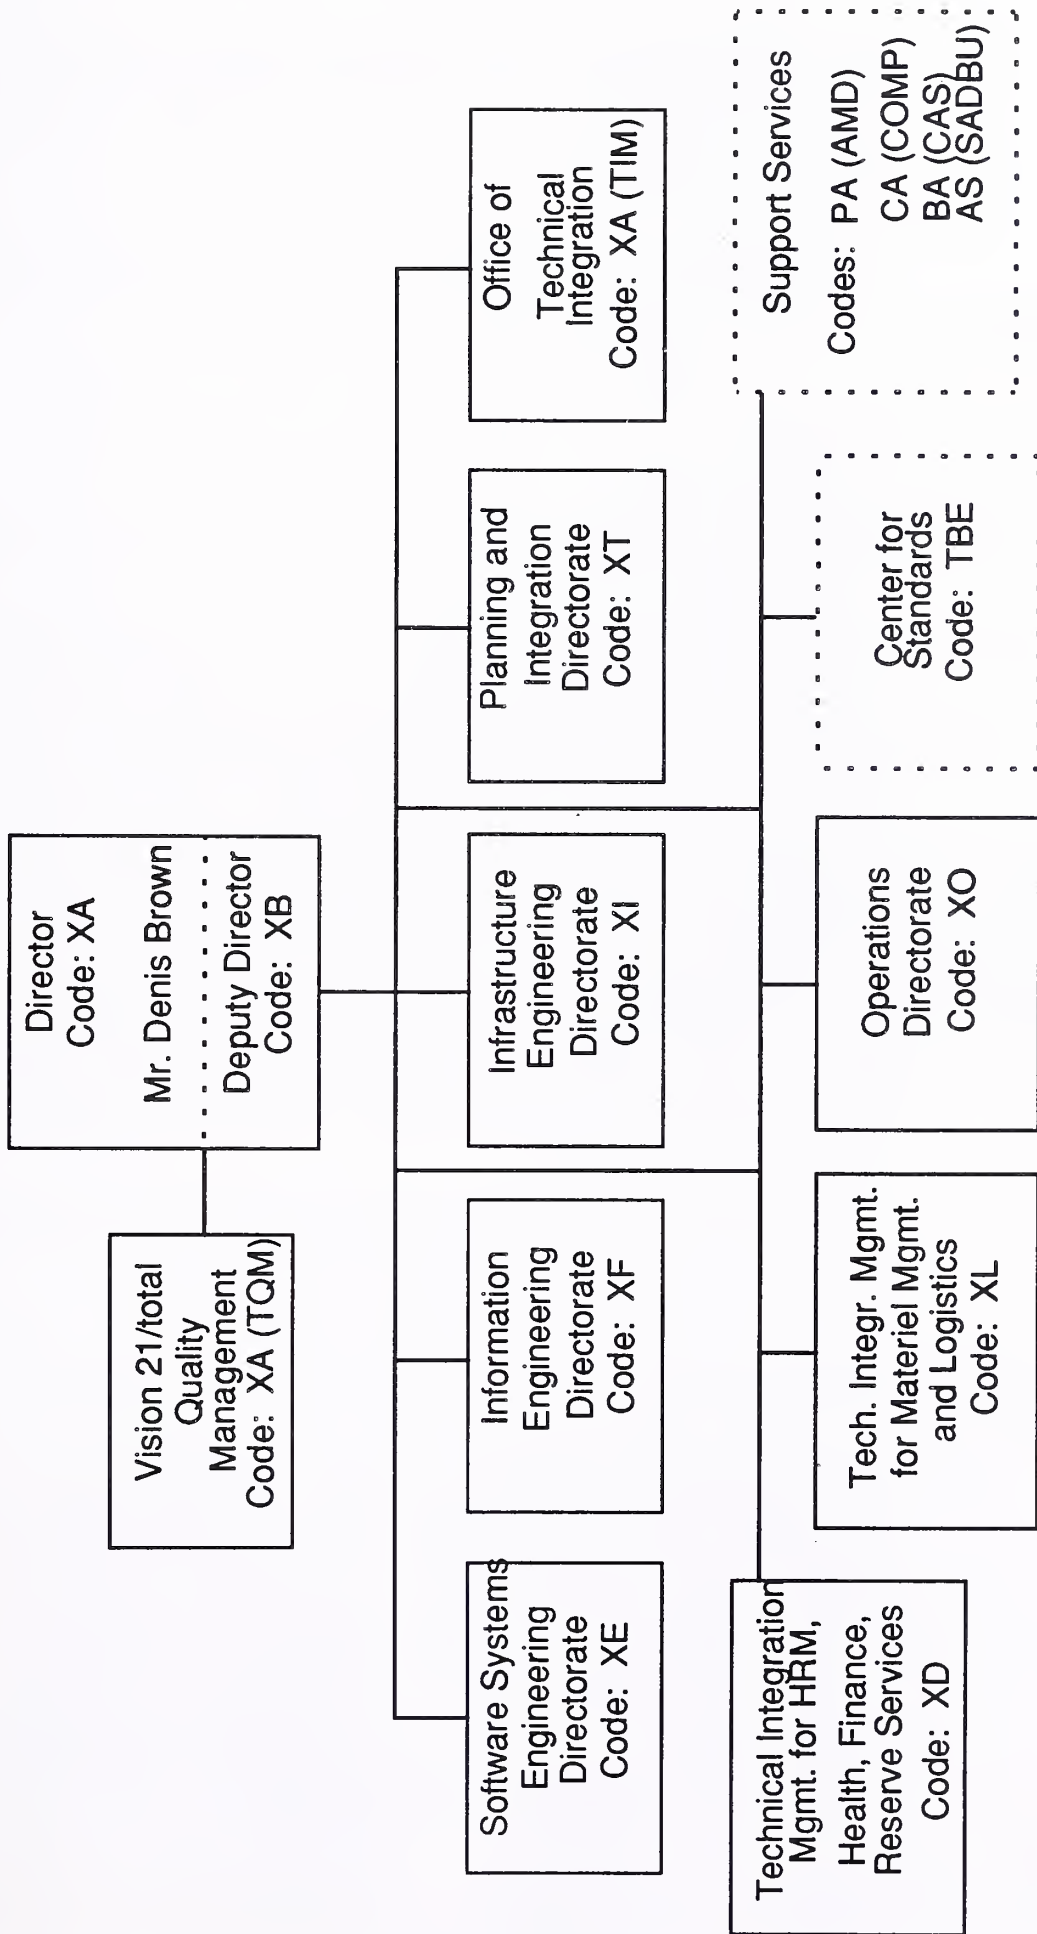 Director
Code: XA
Mr. Denis Brown
Deputy Director
Code: XB
Vision 21/total
Quality
Management
Code: XA (TQM)
Software Systems
Engineering
Directorate
Code: XE
Information
Engineering
Directorate
Code: XF
Infrastructure
Engineering
Directorate
Code: XI
Planning and
Integration
Directorate
Code: XT
Office of
Technical
Integration
Code: XA (TIM)
Technical Integration
Mgmt. for HRM,
Health, Finance,
Reserve Services
Code: XD
Tech. Integr. Mgmt.
for Materiel Mgmt.
and Logistics
Code: XL
Operations
Directorate
Code: XO
Center for
Standards
Code: TBE
Support Services
Codes: PA (AMD)
CA (COMP)
BA (CAS)
AS (SADBU)